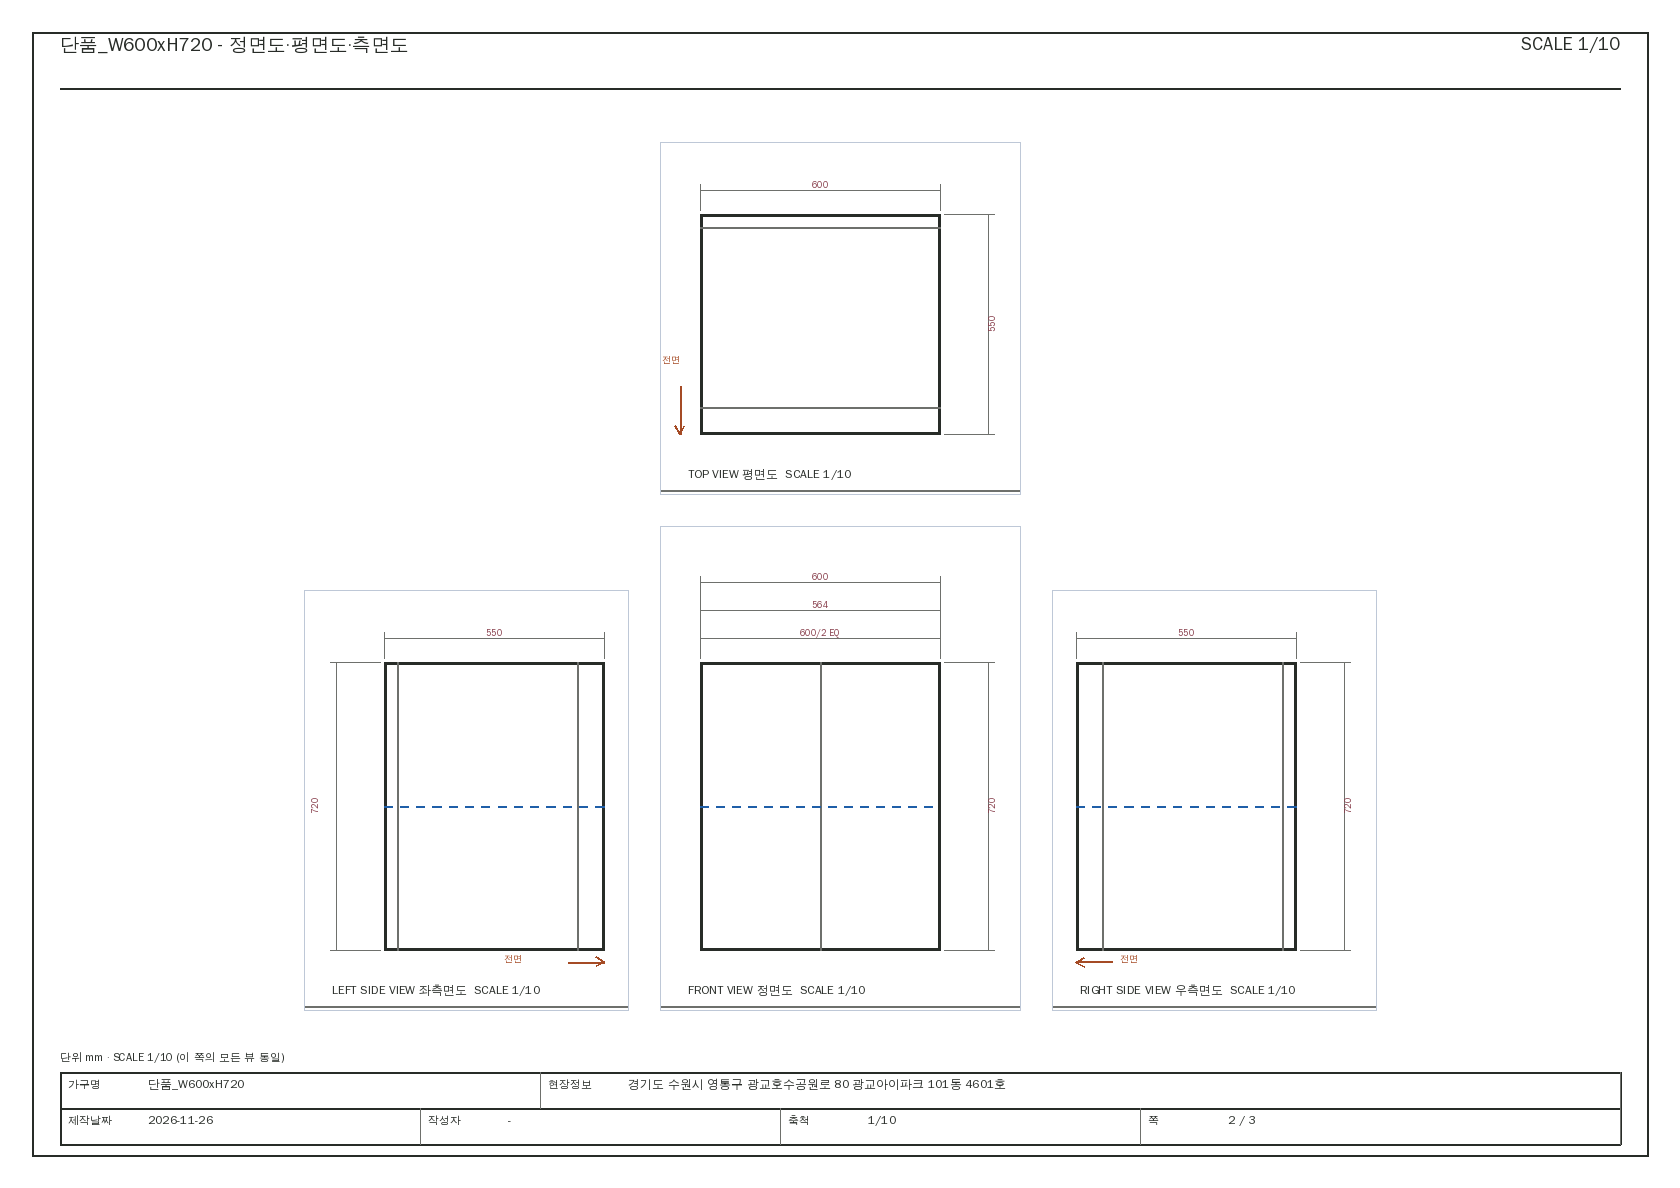 단품_W600xH720 - 정면도·평면도·측면도
SCALE 1/10
600
550
전면
TOP VIEW 평면도 SCALE 1/10
600
564
600/2 EQ
720
FRONT VIEW 정면도 SCALE 1/10
550
720
전면
LEFT SIDE VIEW 좌측면도 SCALE 1/10
550
720
전면
RIGHT SIDE VIEW 우측면도 SCALE 1/10
단위 mm · SCALE 1/10 (이 쪽의 모든 뷰 동일)
가구명 단품_W600xH720 현장정보 경기도 수원시 영통구 광교호수공원로 80 광교아이파크 101동 4601호
제작날짜 2026-11-26 작성자 - 축척 1/10 쪽 2 / 3